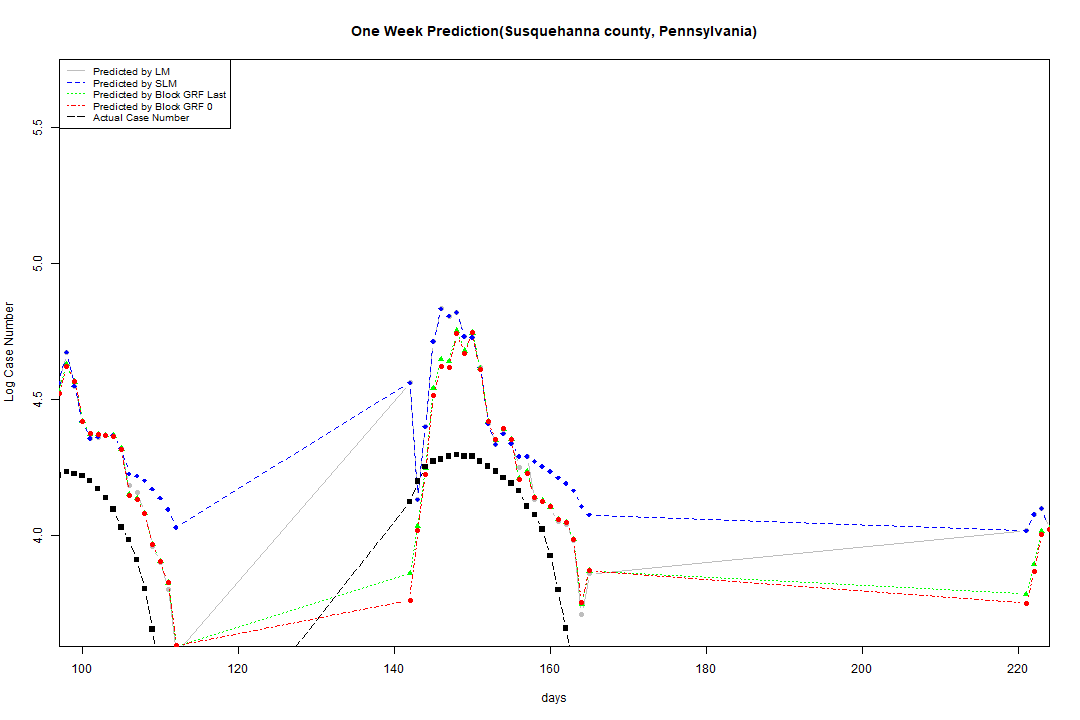 One Week Prediction(Susquehanna county, Pennsylvania)
Predicted by LM
Predicted by SLM
Predicted by Block GRF Last
Predicted by Block GRF 0
Actual Case Number
5.5
5.0
4.5
4.0
Log Case Number
100 120 140 160 180 200 220
days